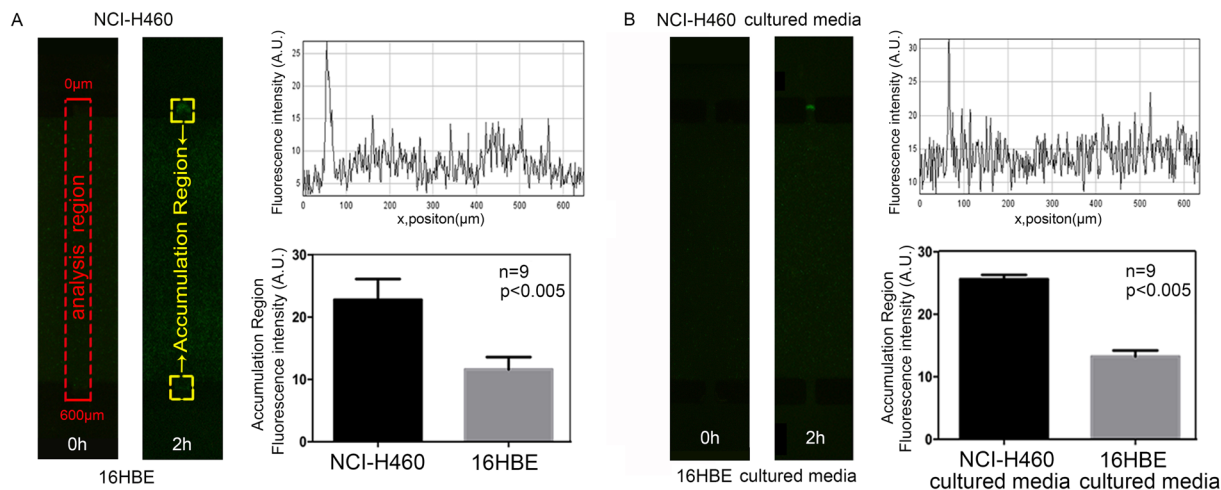 A
NCI-H460
0µm
analysis region
600µm
0h
Accumulation Region
2h
16HBE
Fluorescence intensity (A.U.)
25
20
15
10
5
0 100 200 300 400 500 600
x,positon(µm)
Accumulation Region
Fluorescence intensity (A.U.)
30
20
10
0
n=9
p<0.005
NCI-H460 16HBE
B
NCI-H460 cultured media
0h
2h
16HBE cultured media
Fluorescence intensity (A.U.)
30
25
20
15
10
0 100 200 300 400 500 600
x,positon(µm)
Accumulation Region
Fluorescence intensity (A.U.)
30
20
10
0
n=9
p<0.005
NCI-H460 16HBE
cultured media cultured media